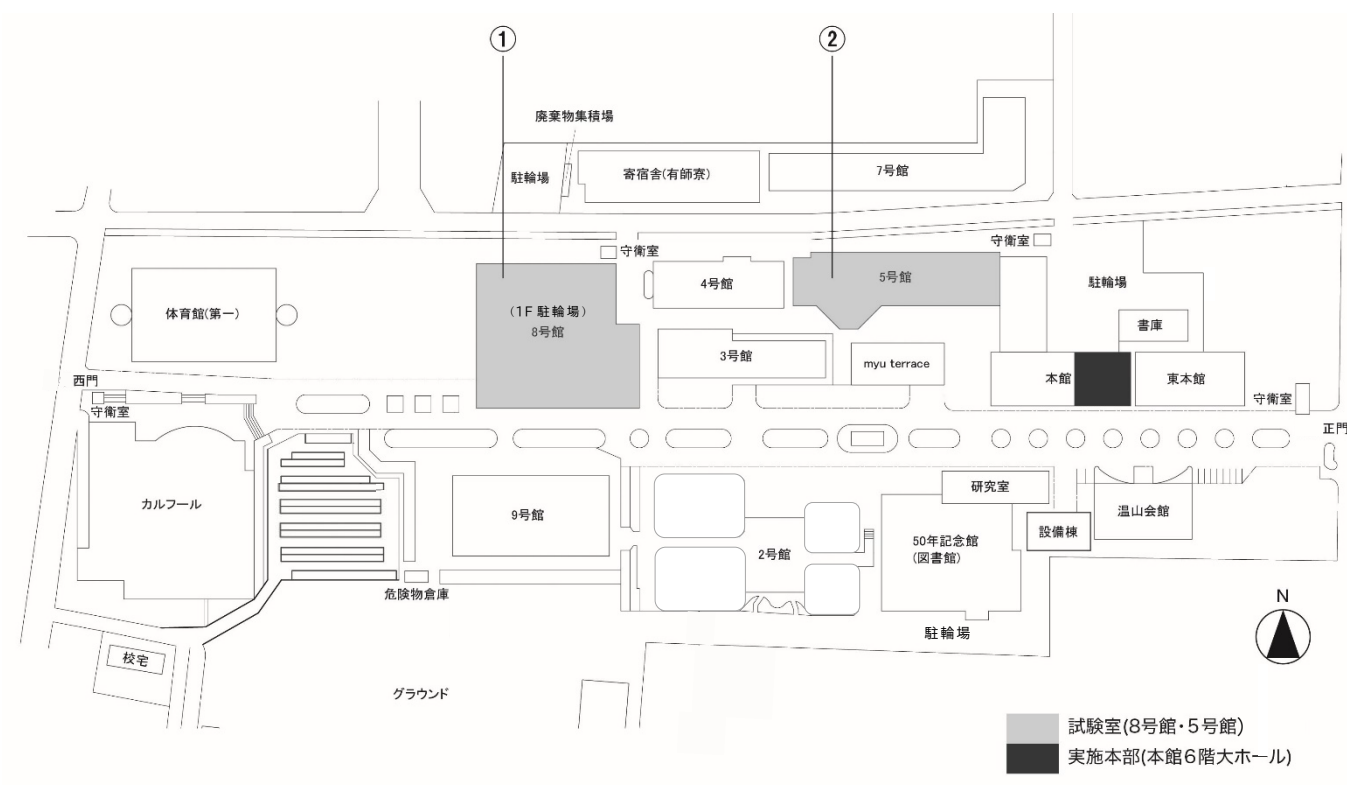 ①
②
廃棄物集積場
駐輪場
寄宿舎(有師寮)
7号館
守衛室
守衛室
4号館
5号館
駐輪場
体育館(第一)
(1F 駐輪場)
8号館
書庫
3号館
myu terrace
本館
東本館
西門
守衛室
守衛室
正門
カルフール
9号館
2号館
研究室
50年記念館
(図書館)
設備棟
温山会館
危険物倉庫
駐輪場
N
校宅
グラウンド
試験室(8号館・5号館)
実施本部(本館6階大ホール)